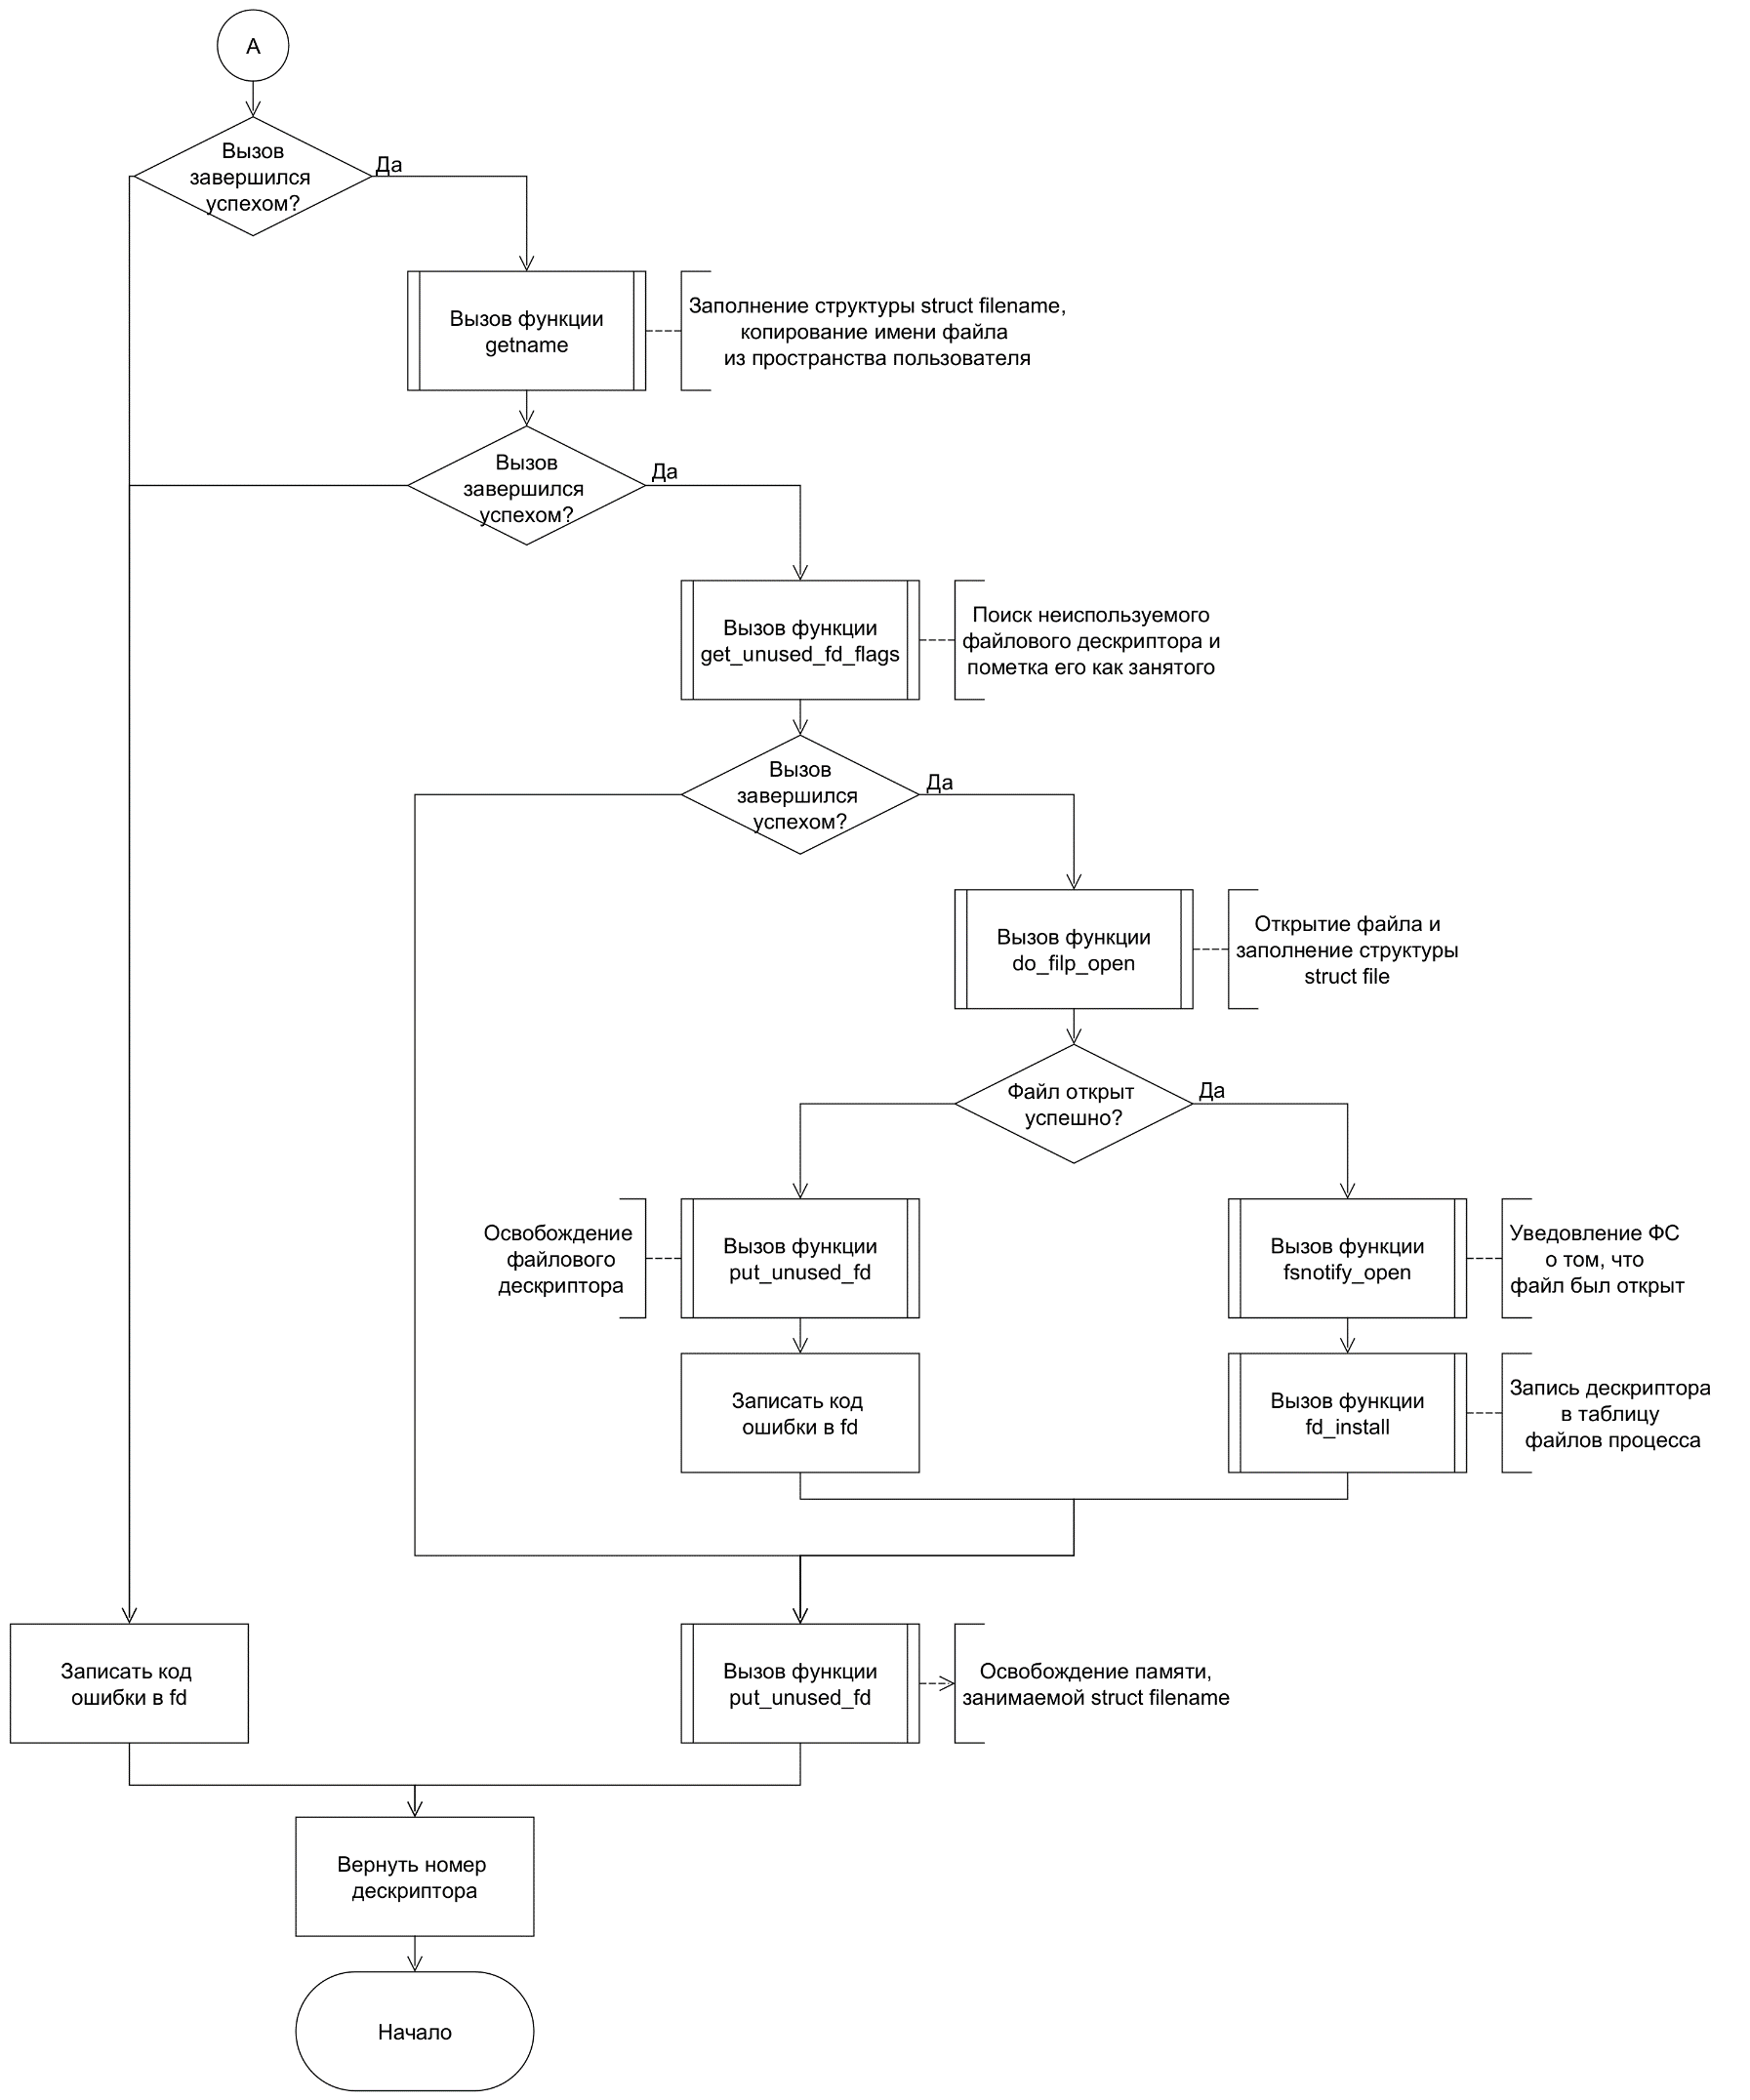 A
Вызов
завершился
успехом?
Да
Вызов функции
getname
Заполнение структуры struct filename,
копирование имени файла
из пространства пользователя
Вызов
завершился
успехом?
Да
Вызов функции
get_unused_fd_flags
Поиск неиспользуемого
файлового дескриптора и
пометка его как занятого
Вызов
завершился
успехом?
Да
Вызов функции
do_filp_open
Открытие файла и
заполнение структуры
struct file
Файл открыт
успешно?
Да
Освобождение
файлового
дескриптора
Вызов функции
put_unused_fd
Вызов функции
fsnotify_open
Уведомление ФС
о том, что
файл был открыт
Записать код
ошибки в fd
Вызов функции
fd_install
Запись дескриптора
в таблицу
файлов процесса
Записать код
ошибки в fd
Вызов функции
put_unused_fd
Освобождение памяти,
занимаемой struct filename
Вернуть номер
дескриптора
Начало